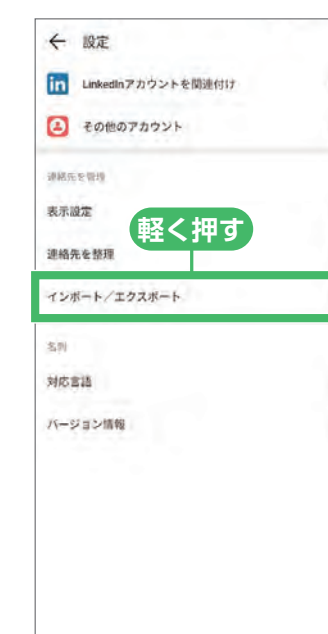 ← 設定
in LinkedInアカウントを関連付け
その他のアカウント
連絡先を管理
表示設定
軽く押す
連絡先を整理
インポート/エクスポート
名刺
対応言語
バージョン情報